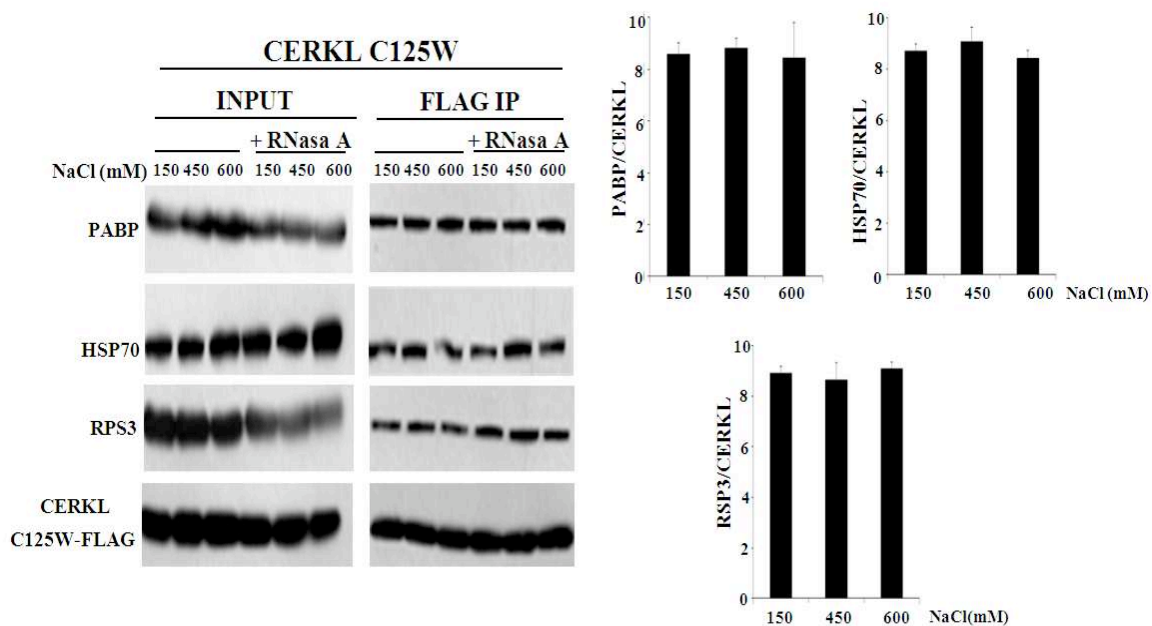 CERKL C125W
INPUT
FLAG IP
+ RNasa A
+ RNasa A
NaCl (mM)
150 450 600 150 450 600
150 450 600 150 450 600
PABP
HSP70
RPS3
CERKL
C125W-FLAG
PABP/CERKL
10
8
6
4
2
0
150 450 600
HSP70/CERKL
10
8
6
4
2
0
150 450 600
NaCl (mM)
RSP3/CERKL
10
8
6
4
2
0
150 450 600
NaCl(mM)